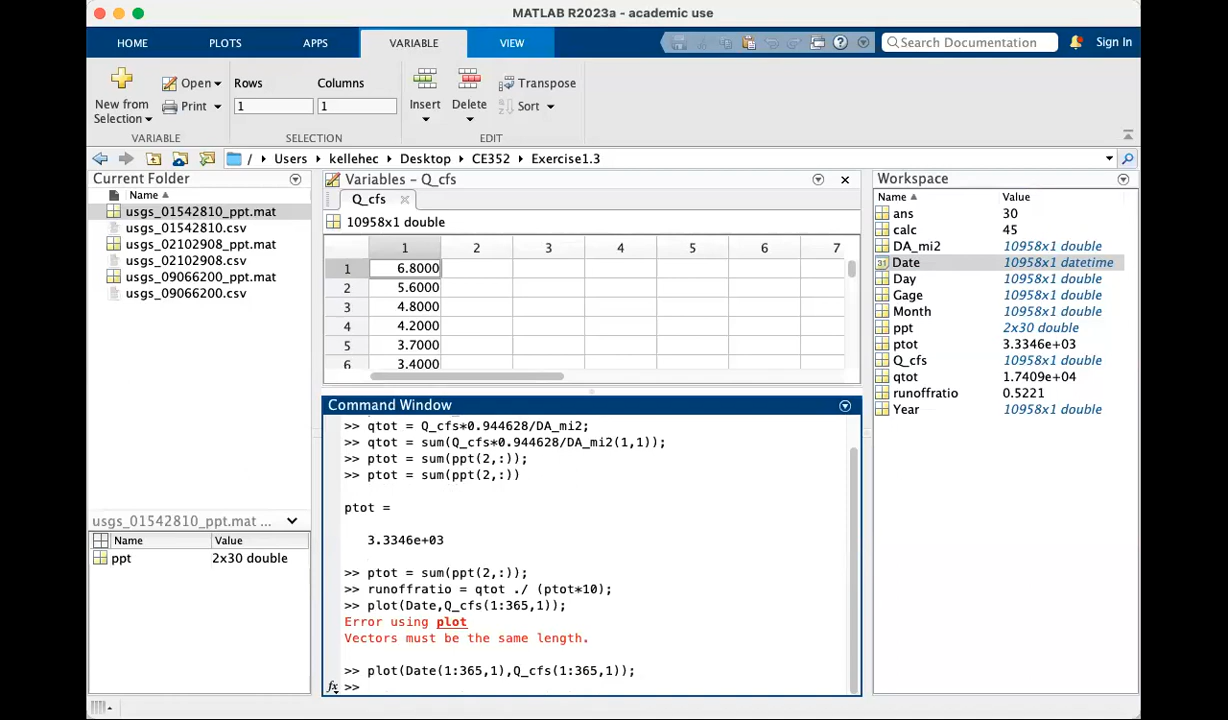 MATLAB R2023a - academic use
HOME PLOTS APPS VARIABLE VIEW Search Documentation Sign In
New from Selection Open Print Rows Columns 1 1 Insert Delete Transpose Sort
VARIABLE SELECTION EDIT
/ Users kellehec Desktop CE352 Exercise1.3
Current Folder
Name
usgs_01542810_ppt.mat
usgs_01542810.csv
usgs_02102908_ppt.mat
usgs_02102908.csv
usgs_09066200_ppt.mat
usgs_09066200.csv
usgs_01542810_ppt.mat ...
Name Value
ppt 2x30 double
Variables - Q_cfs
Q_cfs
10958x1 double
1 2 3 4 5 6 7
1 6.8000
2 5.6000
3 4.8000
4 4.2000
5 3.7000
6 3.4000
Command Window
>> qtot = Q_cfs*0.944628/DA_mi2;
>> qtot = sum(Q_cfs*0.944628/DA_mi2(1,1));
>> ptot = sum(ppt(2,:));
>> ptot = sum(ppt(2,:))
ptot =
3.3346e+03
>> ptot = sum(ppt(2,:));
>> runoffratio = qtot ./ (ptot*10);
>> plot(Date,Q_cfs(1:365,1));
Error using plot
Vectors must be the same length.
>> plot(Date(1:365,1),Q_cfs(1:365,1));
fx >>
Workspace
Name Value
ans 30
calc 45
DA_mi2 10958x1 double
Date 10958x1 datetime
Day 10958x1 double
Gage 10958x1 double
Month 10958x1 double
ppt 2x30 double
ptot 3.3346e+03
Q_cfs 10958x1 double
qtot 1.7409e+04
runoffratio 0.5221
Year 10958x1 double